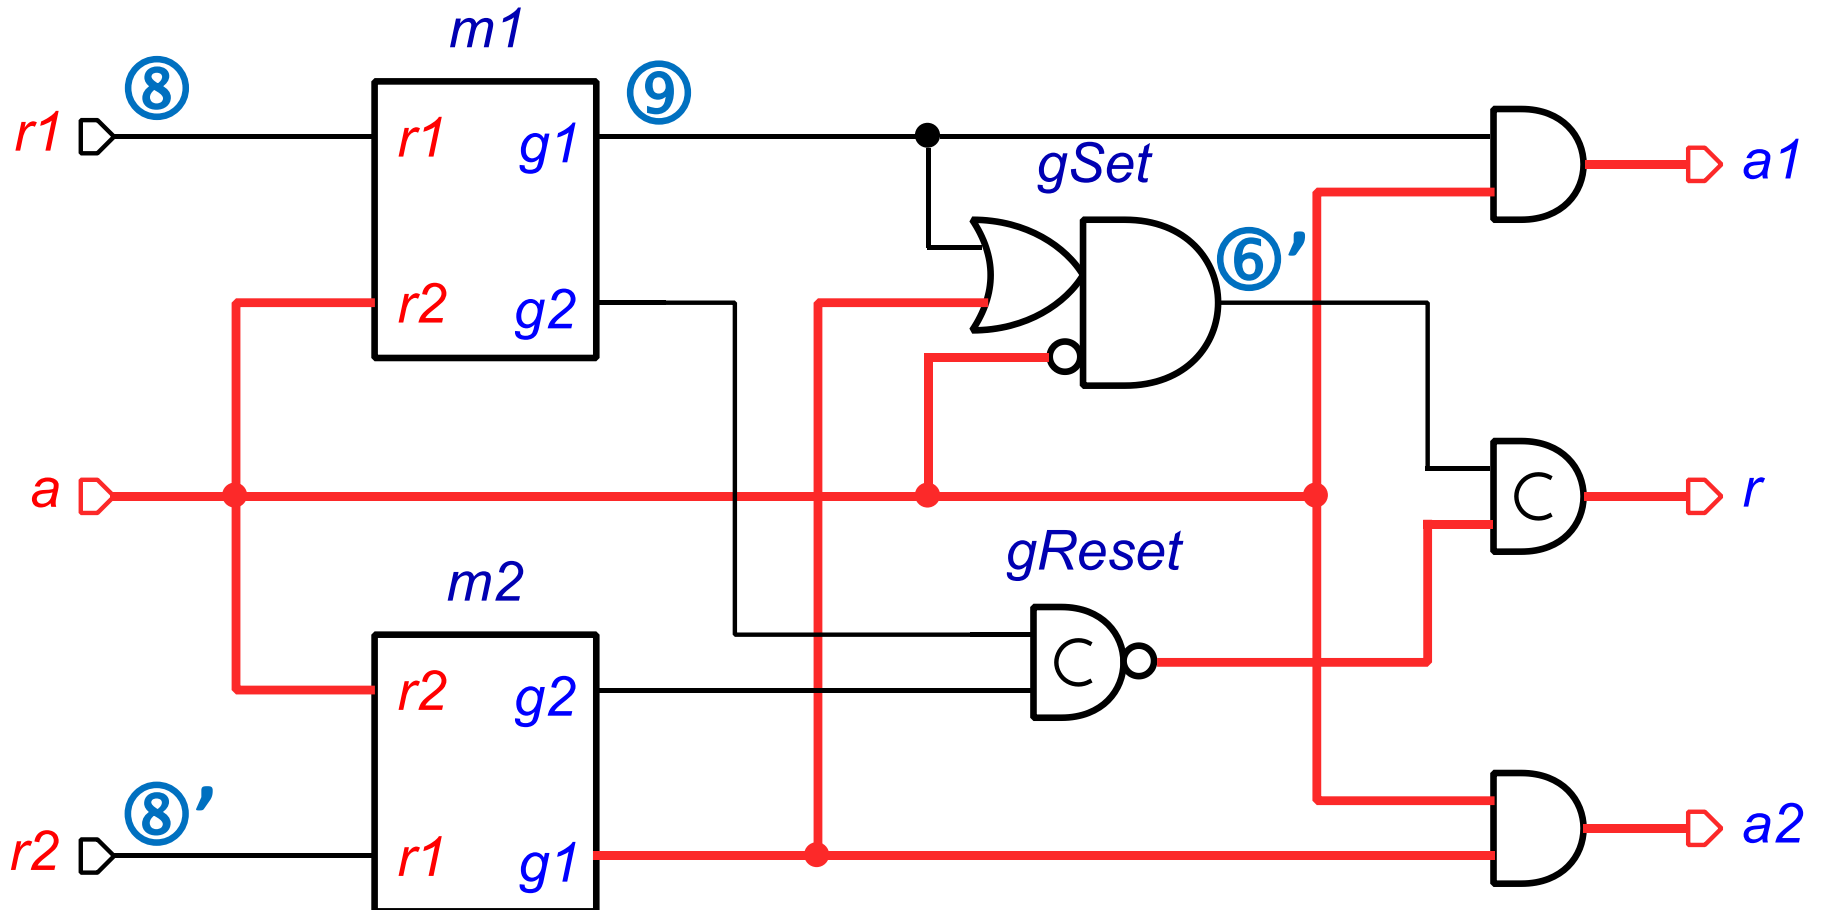 m1
⑧
⑨
r1
r1
g1
gSet
a1
⑥’
r2
g2
a
r
gReset
C
m2
r2
g2
C
⑧’
r2
r1
g1
a2